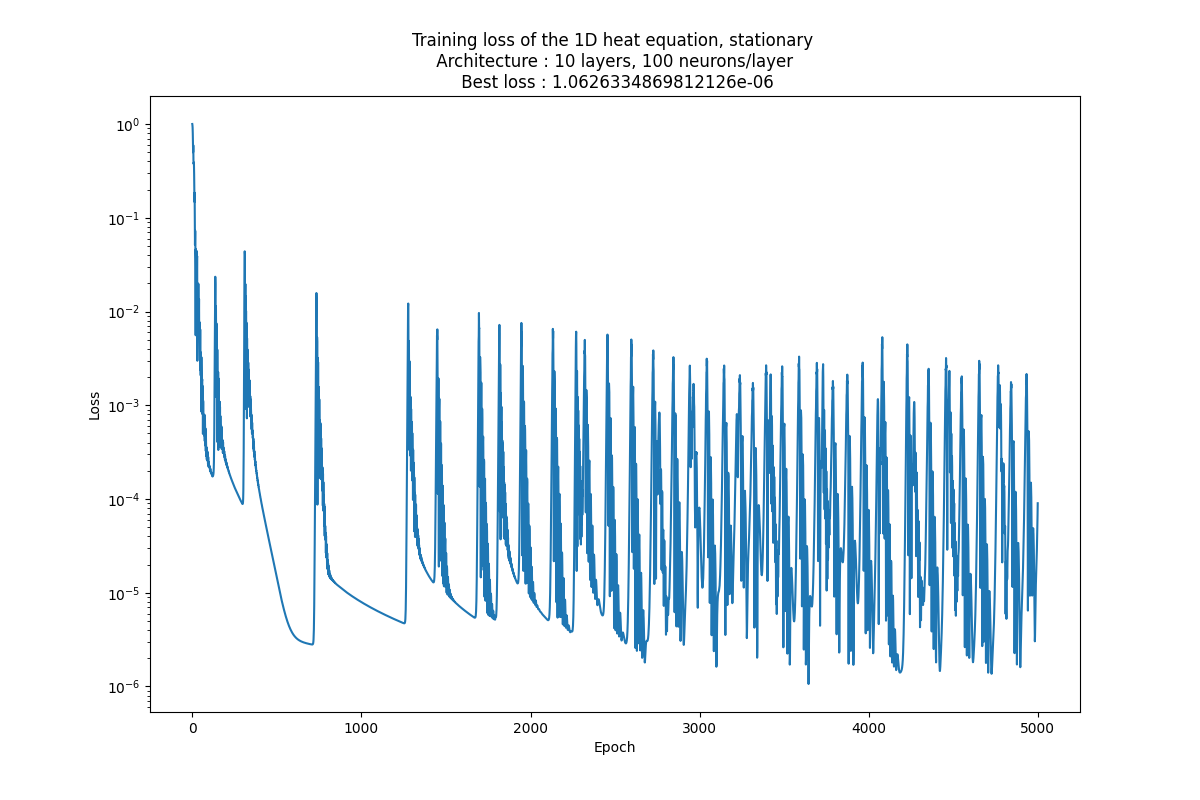 Training loss of the 1D heat equation, stationary
Architecture : 10 layers, 100 neurons/layer
Best loss : 1.0626334869812126e-06
10⁰
10⁻¹
10⁻²
10⁻³
10⁻⁴
10⁻⁵
10⁻⁶
Loss
0 1000 2000 3000 4000 5000
Epoch